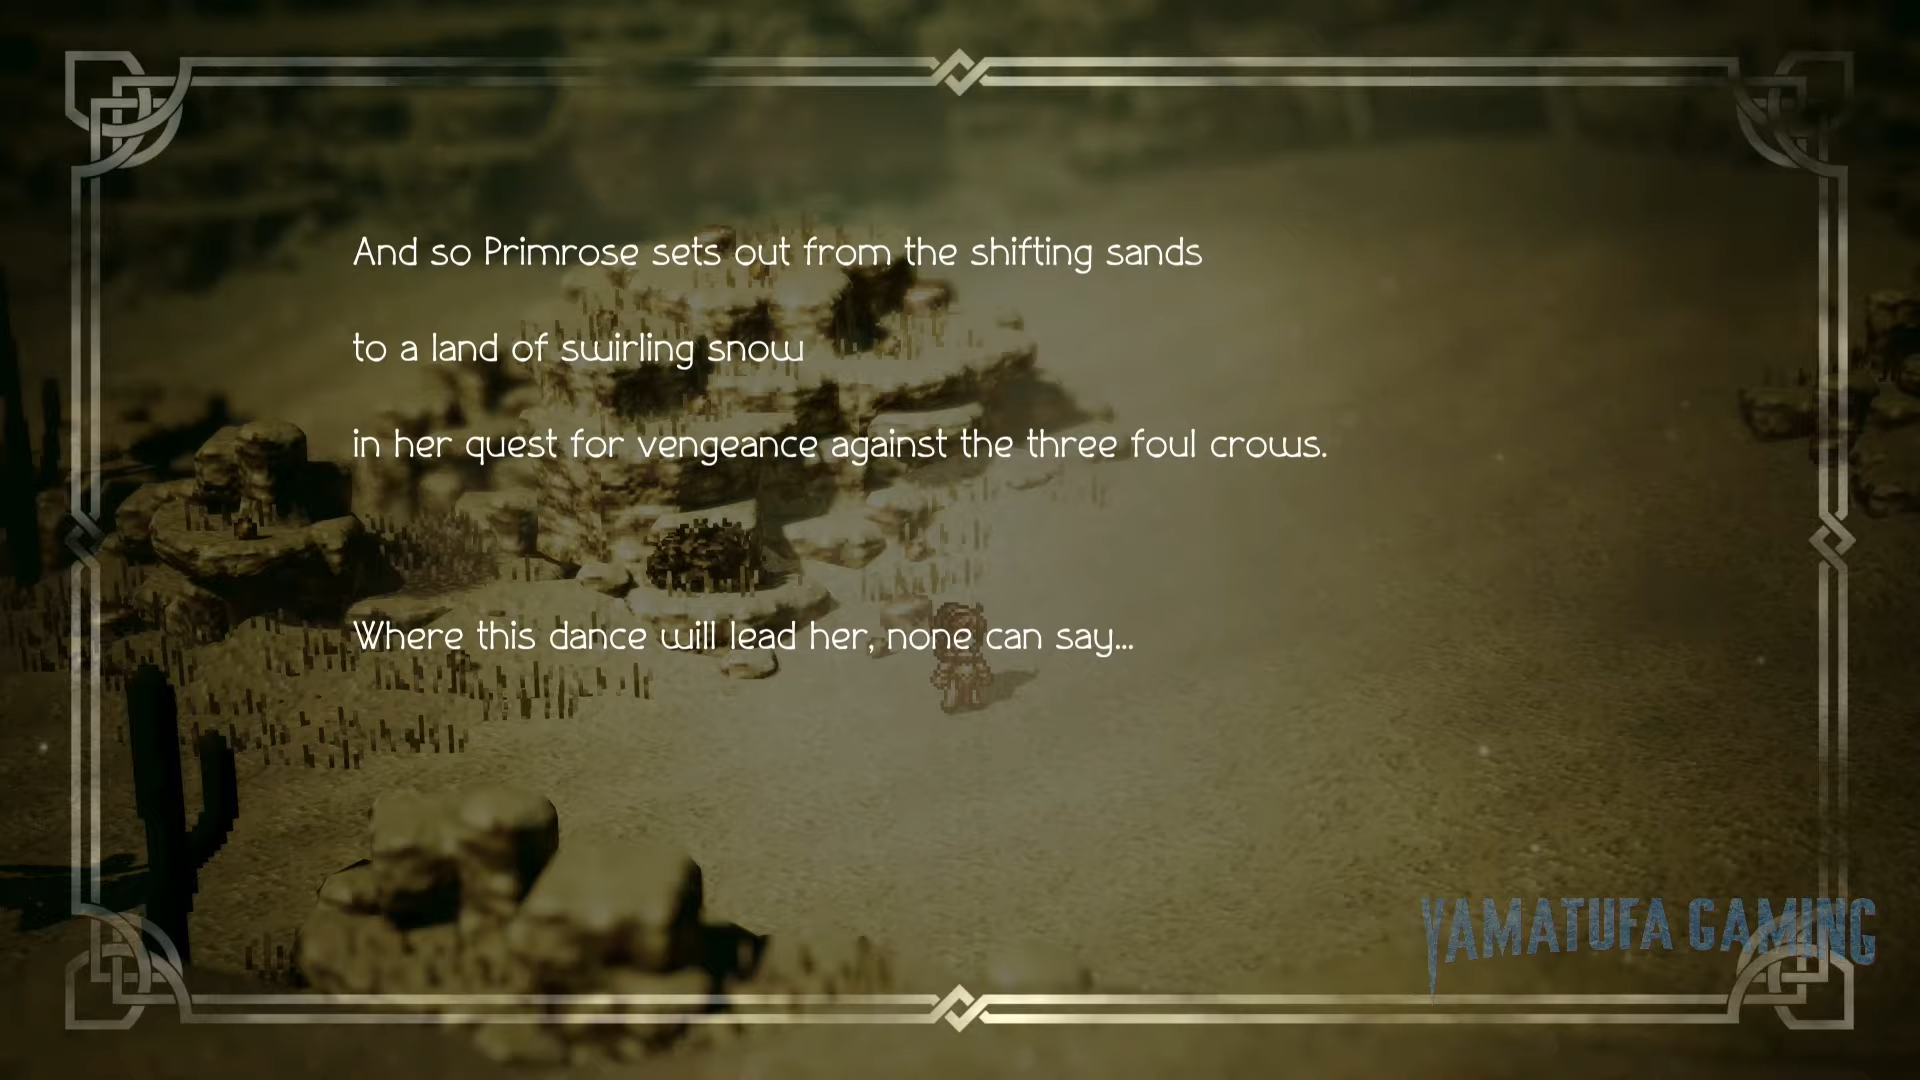 And so Primrose sets out from the shifting sands
to a land of swirling snow
in her quest for vengeance against the three foul crows.
Where this dance will lead her, none can say...
YAMATUFA GAMING